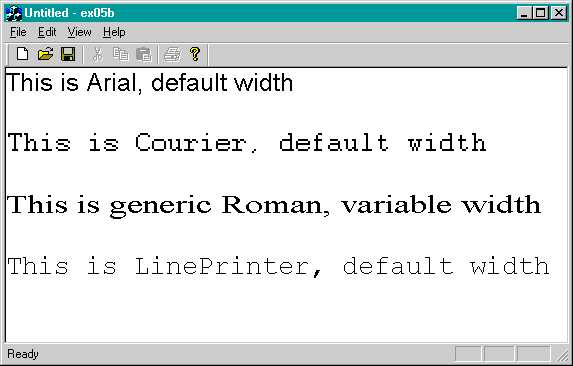 Untitled - ex05b
File Edit View Help
This is Arial, default width
This is Courier, default width
This is generic Roman, variable width
This is LinePrinter, default width
Ready